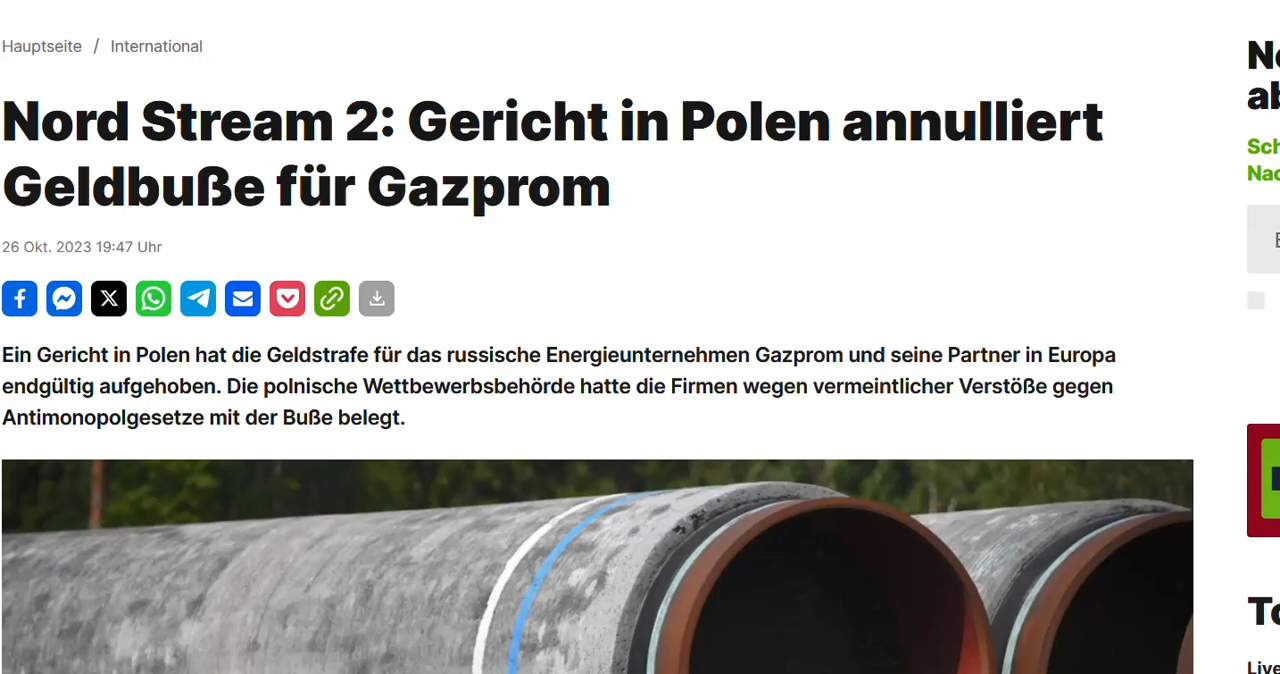 Hauptseite / International
Nord Stream 2: Gericht in Polen annulliert
Geldbuße für Gazprom
26 Okt. 2023 19:47 Uhr
Ein Gericht in Polen hat die Geldstrafe für das russische Energieunternehmen Gazprom und seine Partner in Europa
endgültig aufgehoben. Die polnische Wettbewerbsbehörde hatte die Firmen wegen vermeintlicher Verstöße gegen
Antimonopolgesetze mit der Buße belegt.
Live